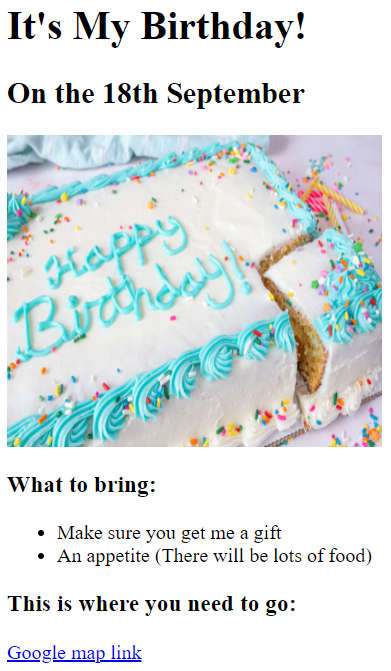 It's My Birthday!
On the 18th September
Happy
Birthday!
What to bring:
Make sure you get me a gift
An appetite (There will be lots of food)
This is where you need to go:
Google map link